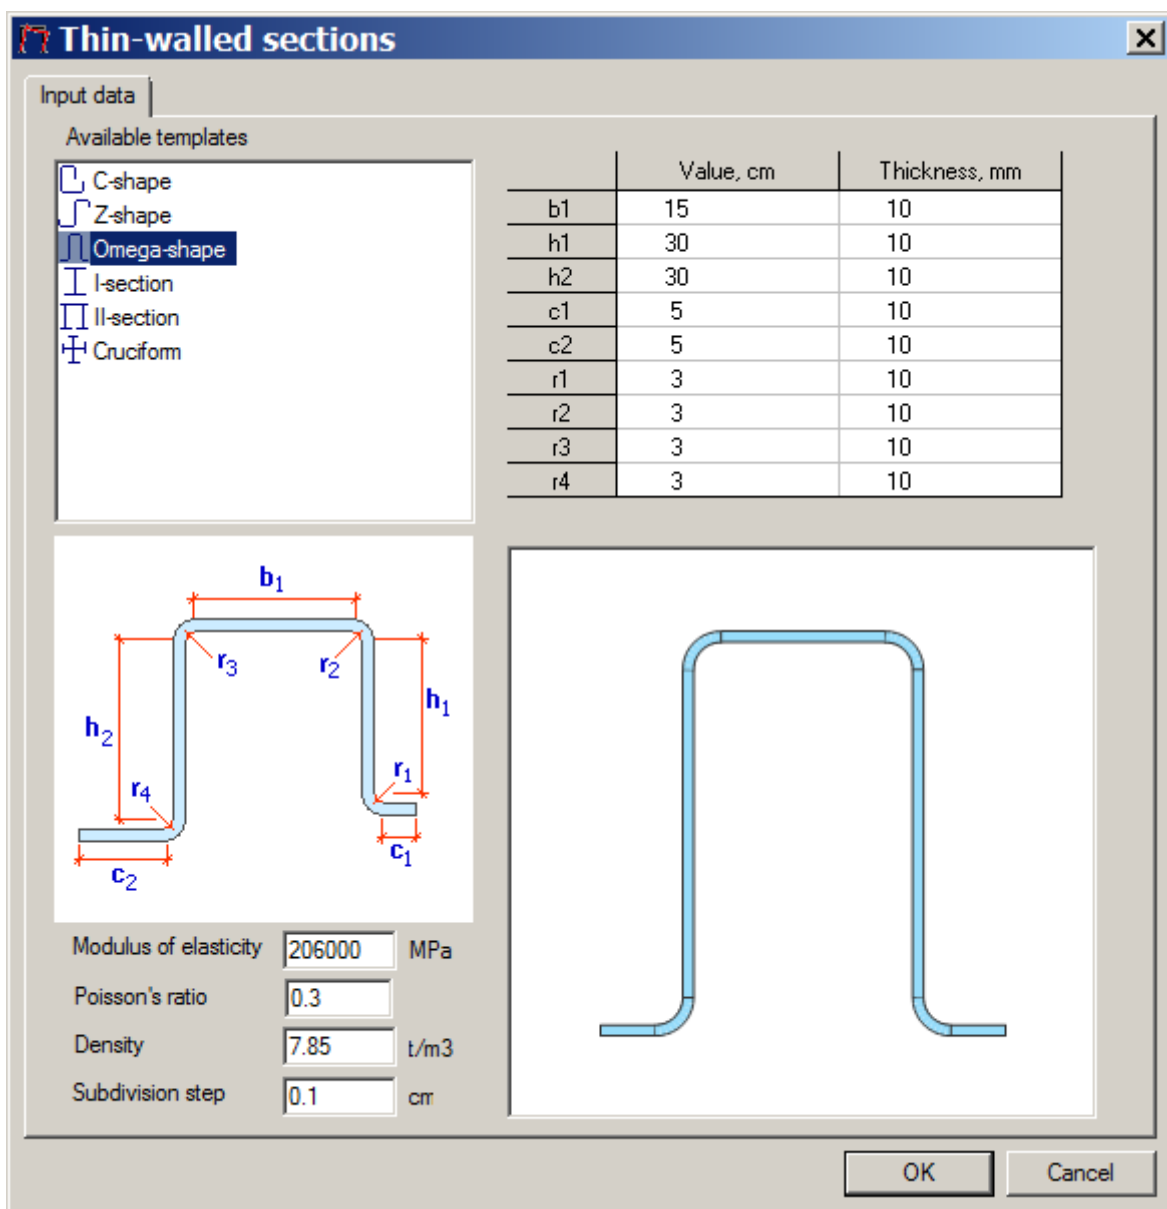 Thin-walled sections
Input data
Available templates
C-shape
Z-shape
Omega-shape
I-section
II-section
Cruciform
Value, cm Thickness, mm
b1 15 10
h1 30 10
h2 30 10
c1 5 10
c2 5 10
r1 3 10
r2 3 10
r3 3 10
r4 3 10
b1
r3 r2
h1
h2
r1
r4
c1
c2
Modulus of elasticity 206000 MPa
Poisson's ratio 0.3
Density 7.85 t/m3
Subdivision step 0.1 cm
OK Cancel